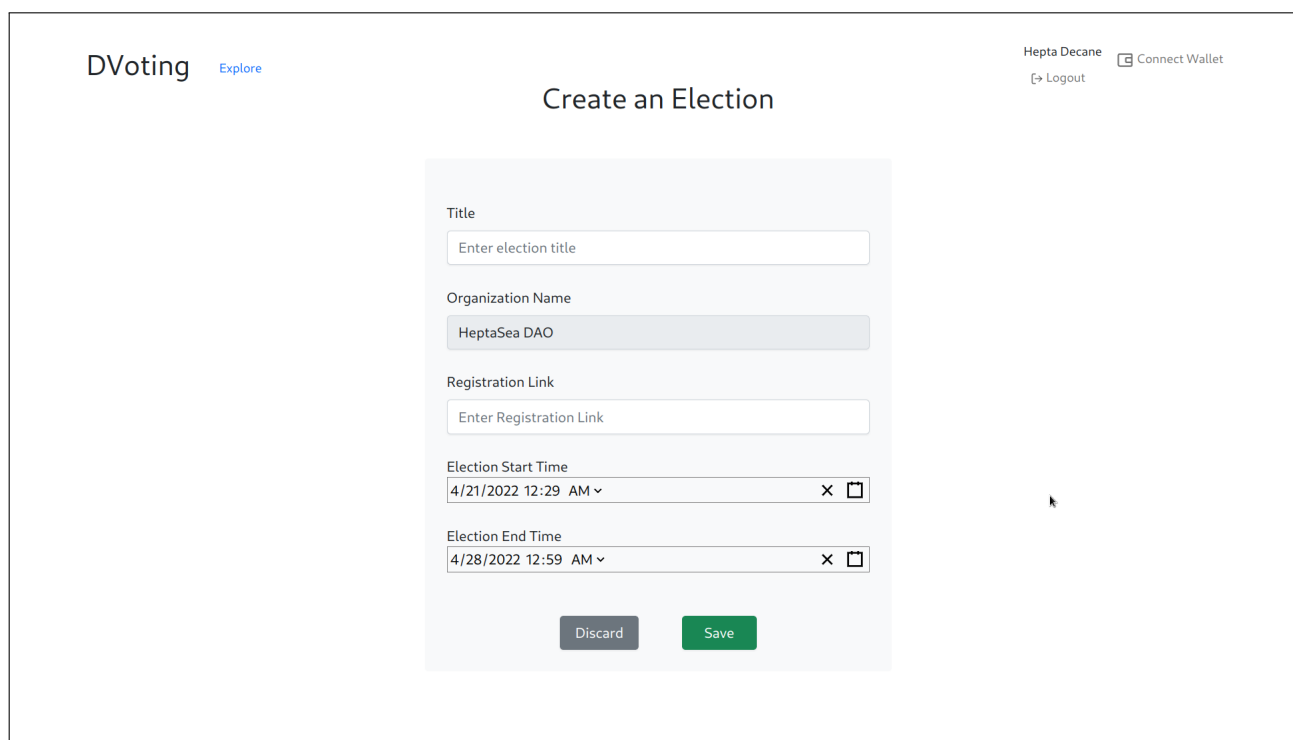 DVoting
Explore
Hepta Decane
Connect Wallet
Logout
Create an Election
Title
Enter election title
Organization Name
HeptaSea DAO
Registration Link
Enter Registration Link
Election Start Time
4/21/2022 12:29 AM
Election End Time
4/28/2022 12:59 AM
Discard
Save